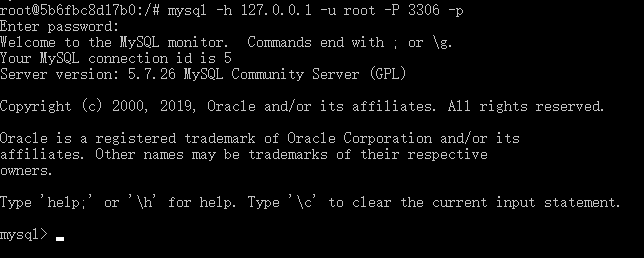 root@5b6fbc8d17b0:/# mysql -h 127.0.0.1 -u root -P 3306 -p
Enter password:
Welcome to the MySQL monitor.  Commands end with ; or \g.
Your MySQL connection id is 5
Server version: 5.7.26 MySQL Community Server (GPL)
Copyright (c) 2000, 2019, Oracle and/or its affiliates. All rights reserved.
Oracle is a registered trademark of Oracle Corporation and/or its
affiliates. Other names may be trademarks of their respective
owners.
Type 'help;' or '\h' for help. Type '\c' to clear the current input statement.
mysql>